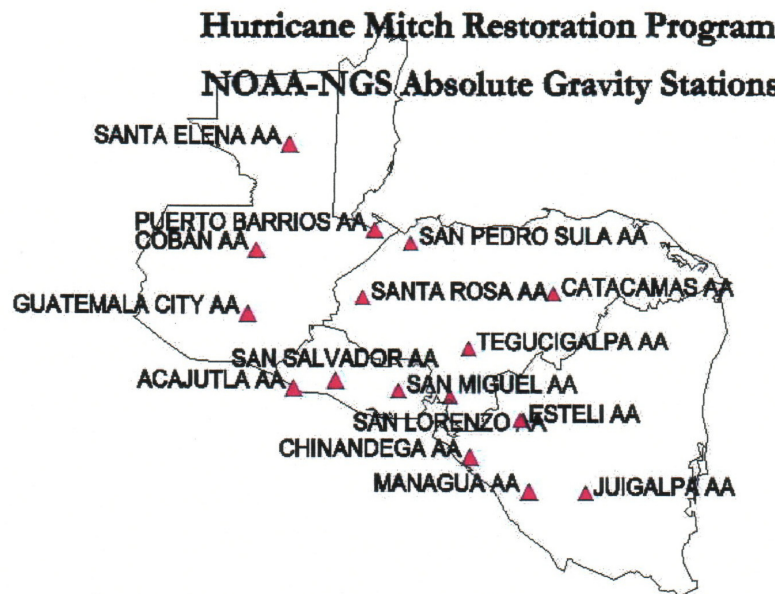 Hurricane Mitch Restoration Program
NOAA-NGS Absolute Gravity Stations
SANTA ELENA AA
PUERTO BARRIOS AA
COBAN AA
SAN PEDRO SULA AA
GUATEMALA CITY AA
SANTA ROSA AA
CATACAMAS AA
TEGUCIGALPA AA
SAN SALVADOR AA
ACAJUTLA AA
SAN MIGUEL AA
SAN LORENZO AA
ESTELI AA
CHINANDEGA AA
MANAGUA AA
JUIGALPA AA